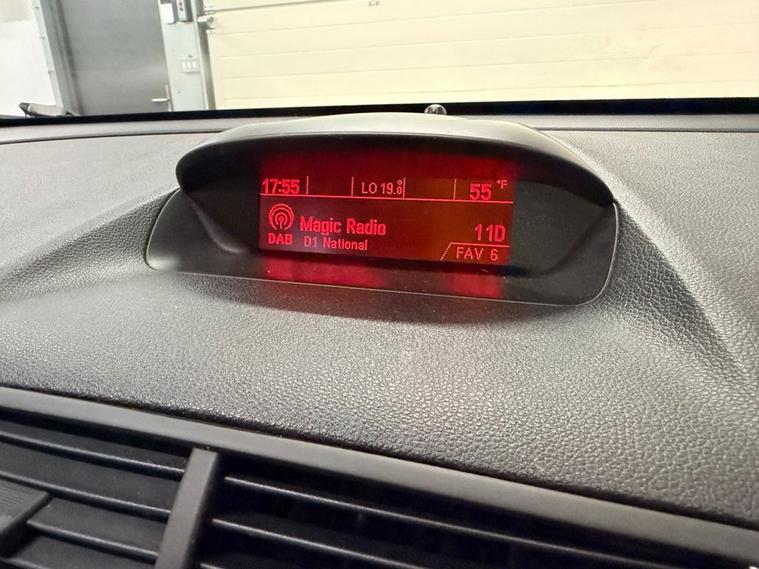 17:55 LO 19.0° 55 °F
Magic Radio 11D
DAB D1 National
FAV 6